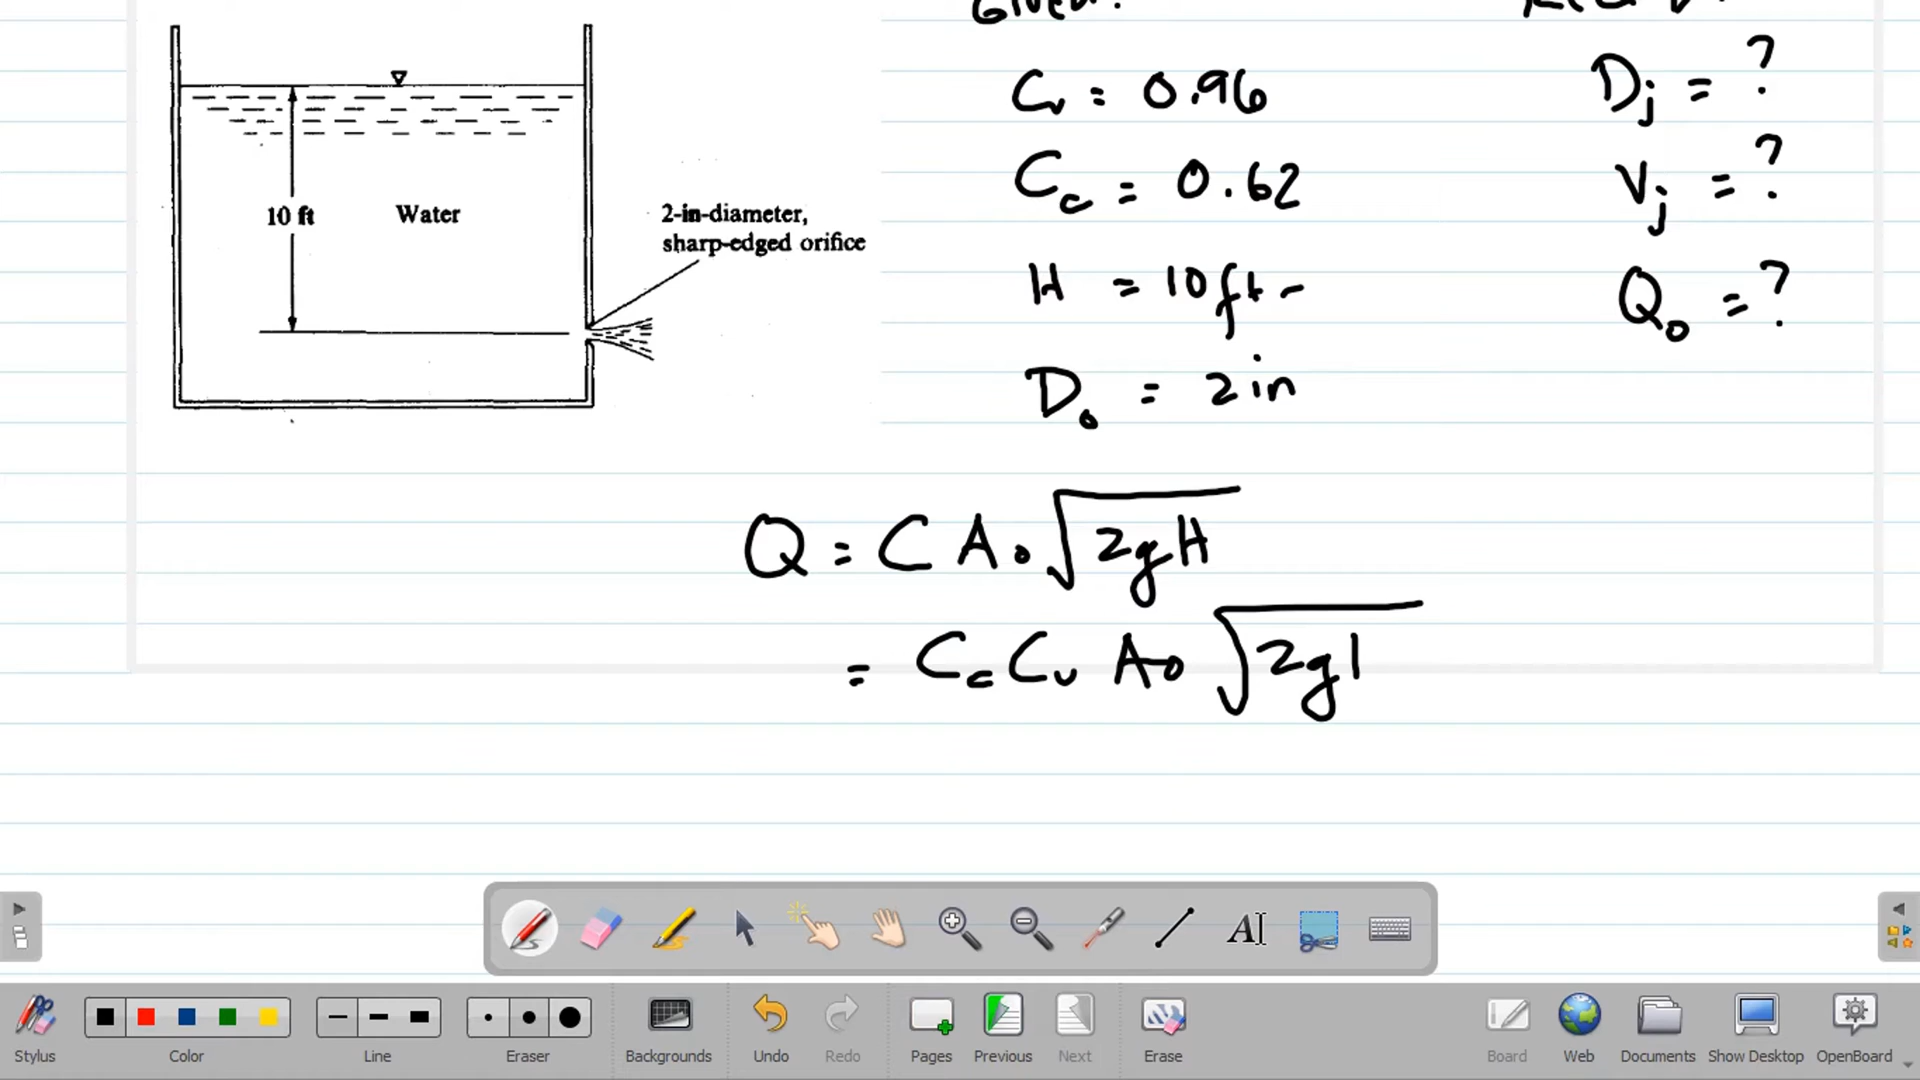 Given:
Cv = 0.96
Cc = 0.62
H = 10ft
Do = 2in
Dj = ?
Vj = ?
Qo = ?
10 ft
Water
2-in-diameter,
sharp-edged orifice
Q = C Ao √2gH
= Cc Cv Ao √2g
Stylus
Color
Line
Eraser
Backgrounds
Undo
Redo
Pages
Previous
Next
Erase
Board
Web
Documents
Show Desktop
OpenBoard